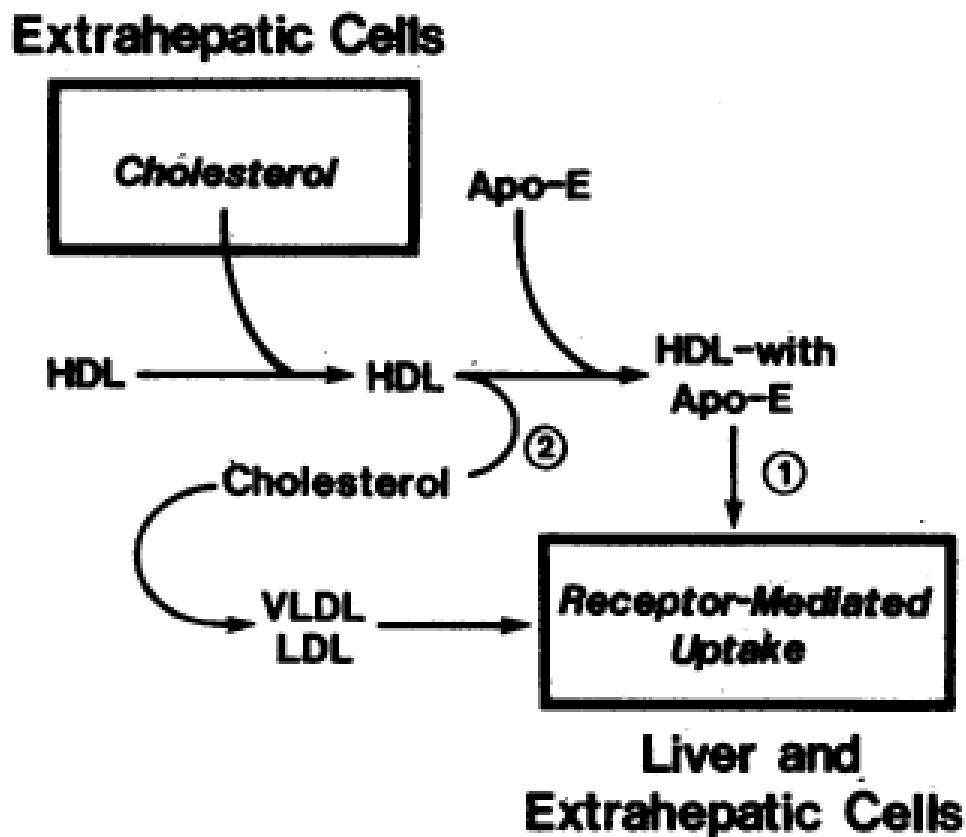 Extrahepatic Cells
Cholesterol
Apo-E
HDL
HDL
HDL-with
Apo-E
②
①
Cholesterol
VLDL
LDL
Receptor-Mediated
Uptake
Liver and
Extrahepatic Cells